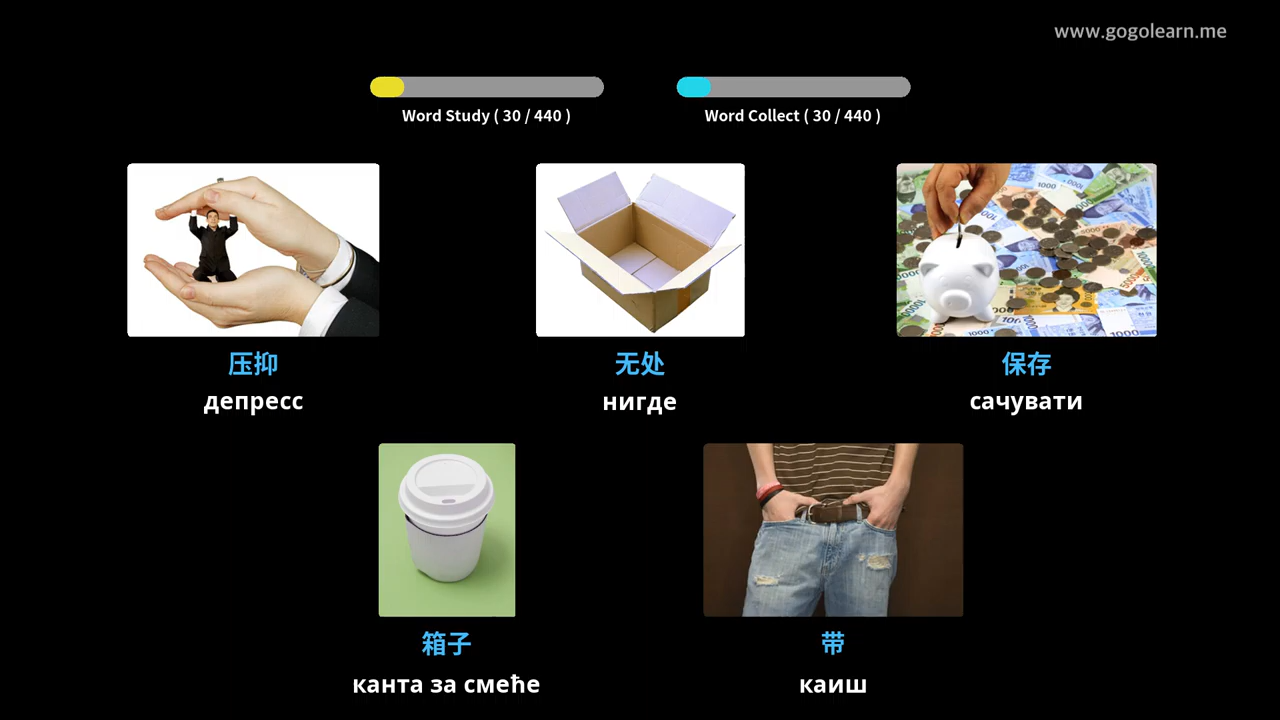 www.gogolearn.me
Word Study ( 30 / 440 )
Word Collect ( 30 / 440 )
压抑
депресс
无处
нигде
保存
сачувати
箱子
канта за смеће
带
каиш